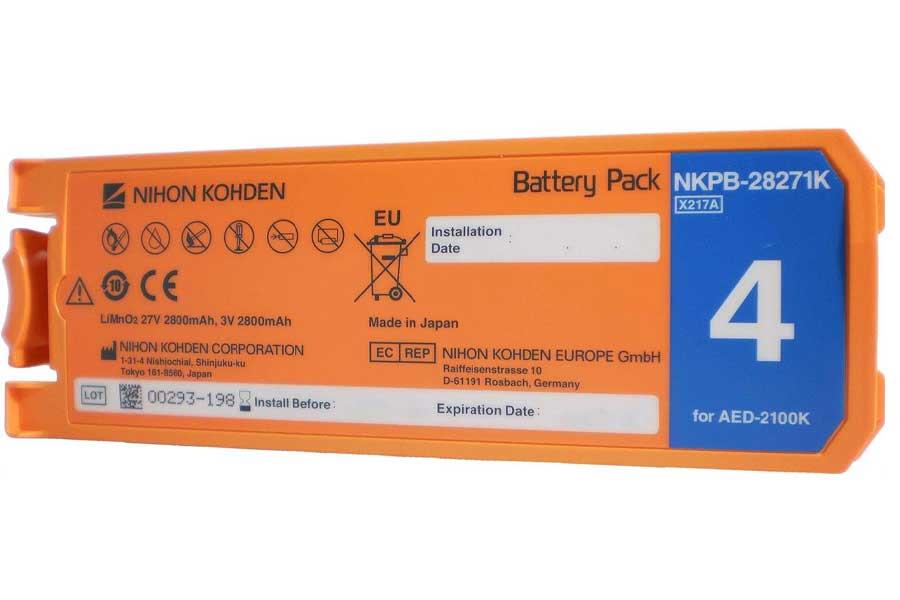 NIHON KOHDEN
Battery Pack
NKPB-28271K
X217A
EU
Installation :
Date
10
CE
4
LiMnO2 27V 2800mAh, 3V 2800mAh
Made in Japan
NIHON KOHDEN CORPORATION
1-31-4 Nishiochiai, Shinjuku-ku
Tokyo 161-8560, Japan
EC REP NIHON KOHDEN EUROPE GmbH
Raiffeisenstrasse 10
D-61191 Rosbach, Germany
LOT 00293-198 Install Before: Expiration Date:
for AED-2100K